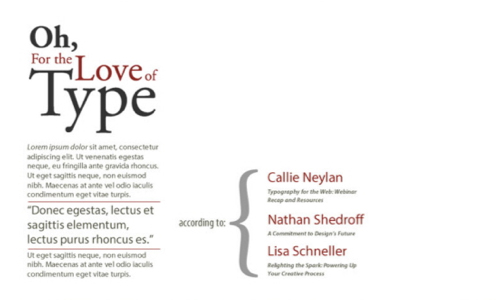 Oh,
For the Love of
Type
Lorem ipsum dolor sit amet, consectetur
adipiscing elit. Ut venenatis egestas
neque, eu fringilla ante gravida rhoncus.
Ut eget sagittis neque, non euismod
nibh. Maecenas at ante vel odio iaculis
condimentum eget vitae turpis.
“Donec egestas, lectus et
sagittis elementum,
lectus purus rhoncus es.”
Ut eget sagittis neque, non euismod
nibh. Maecenas at ante vel odio iaculis
condimentum eget vitae turpis.
according to:
Callie Neylan
Typography for the Web: Webinar
Recap and Resources
Nathan Shedroff
A Commitment to Design's Future
Lisa Schneller
Relighting the Spark: Powering Up
Your Creative Process